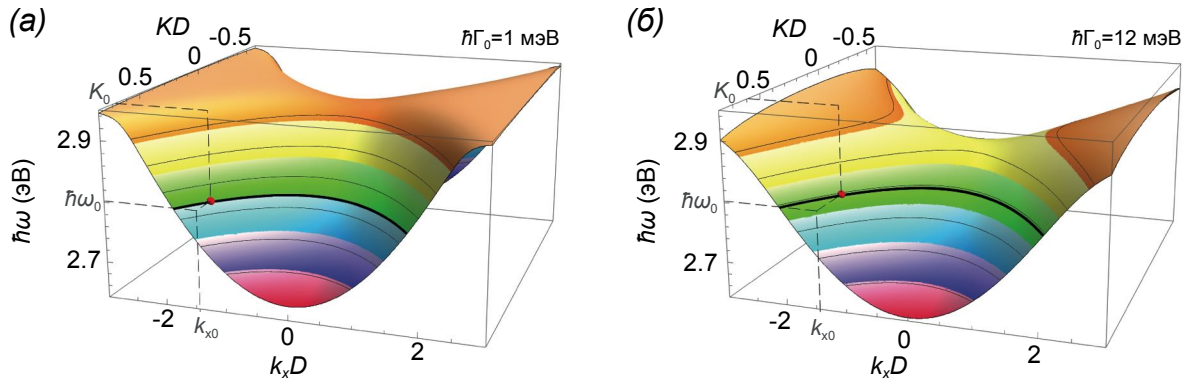 (а)
KD
-0.5
0
0.5
K₀
ℏΓ₀=1 мэВ
2.9
ℏω₀
2.7
ℏω (эВ)
-2
kₓ₀
0
2
kₓD
(б)
KD
-0.5
0
0.5
K₀
ℏΓ₀=12 мэВ
2.9
ℏω₀
2.7
ℏω (эВ)
-2
kₓ₀
0
2
kₓD